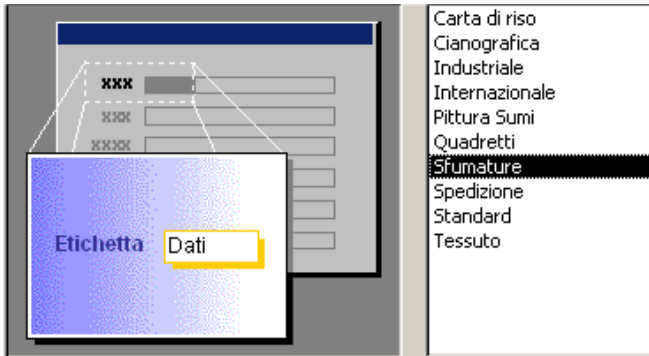 xxx
xxx
xxxx
Etichetta Dati
Carta di riso
Cianografica
Industriale
Internazionale
Pittura Sumi
Quadretti
Sfumature
Spedizione
Standard
Tessuto